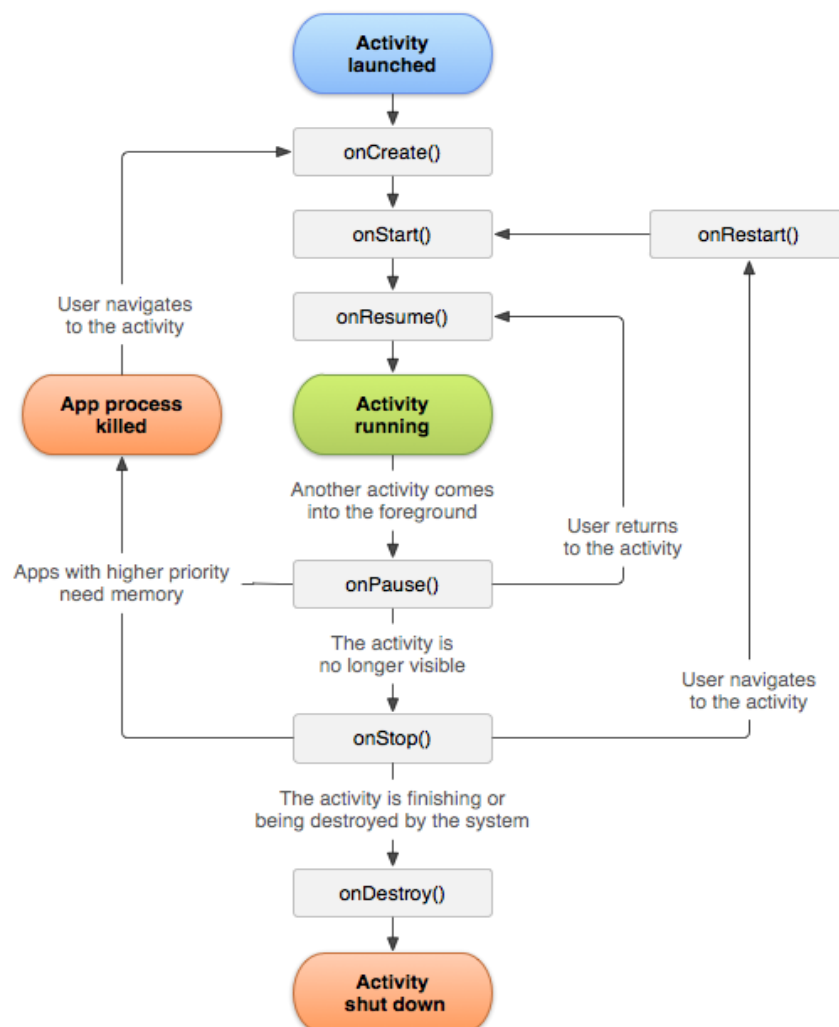 Activity
launched
onCreate()
onStart()
onRestart()
User navigates
to the activity
onResume()
App process
killed
Activity
running
Another activity comes
into the foreground
User returns
to the activity
Apps with higher priority
need memory
onPause()
The activity is
no longer visible
User navigates
to the activity
onStop()
The activity is finishing or
being destroyed by the system
onDestroy()
Activity
shut down